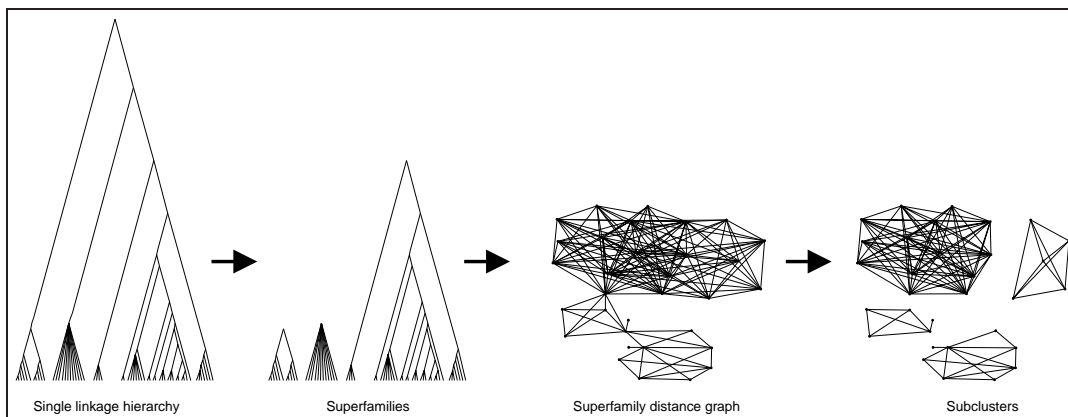 Single linkage hierarchy
Superfamilies
Superfamily distance graph
Subclusters